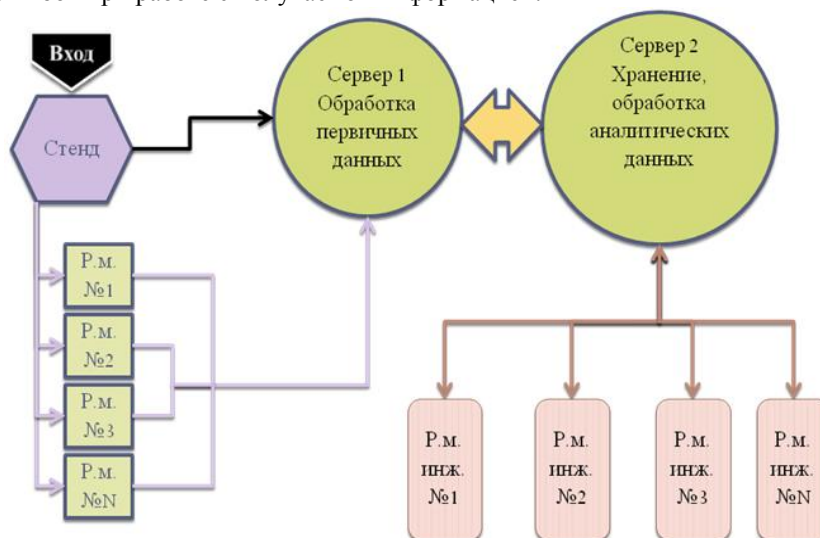 Вход
Стенд
Сервер 1
Обработка
первичных
данных
Сервер 2
Хранение,
обработка
аналитических
данных
Р.м.
№1
Р.м.
№2
Р.м.
№3
Р.м.
№N
Р.м.
инж.
№1
Р.м.
инж.
№2
Р.м.
инж.
№3
Р.м.
инж.
№N